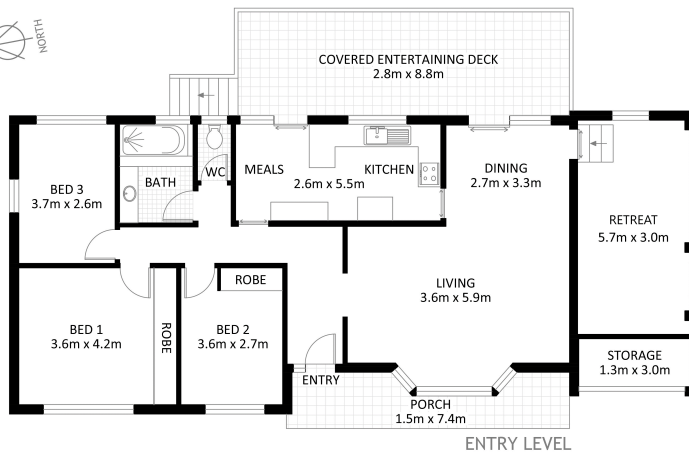 NORTH
COVERED ENTERTAINING DECK
2.8m x 8.8m
MEALS
KITCHEN
2.6m x 5.5m
DINING
2.7m x 3.3m
WC
BATH
BED 3
3.7m x 2.6m
RETREAT
5.7m x 3.0m
LIVING
3.6m x 5.9m
ROBE
BED 1
3.6m x 4.2m
ROBE
BED 2
3.6m x 2.7m
STORAGE
1.3m x 3.0m
ENTRY
PORCH
1.5m x 7.4m
ENTRY LEVEL